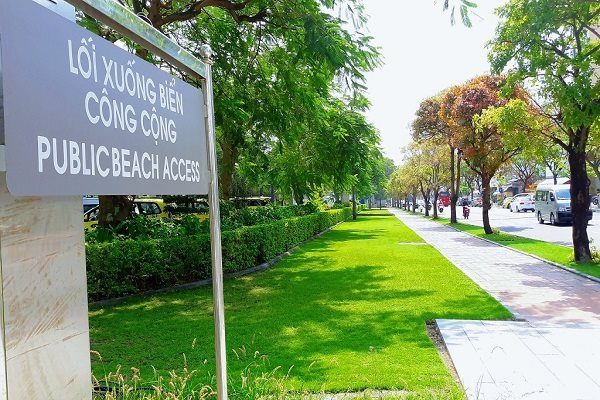 LỐI XUỐNG BIỂN
CÔNG CỘNG
PUBLIC BEACH ACCESS